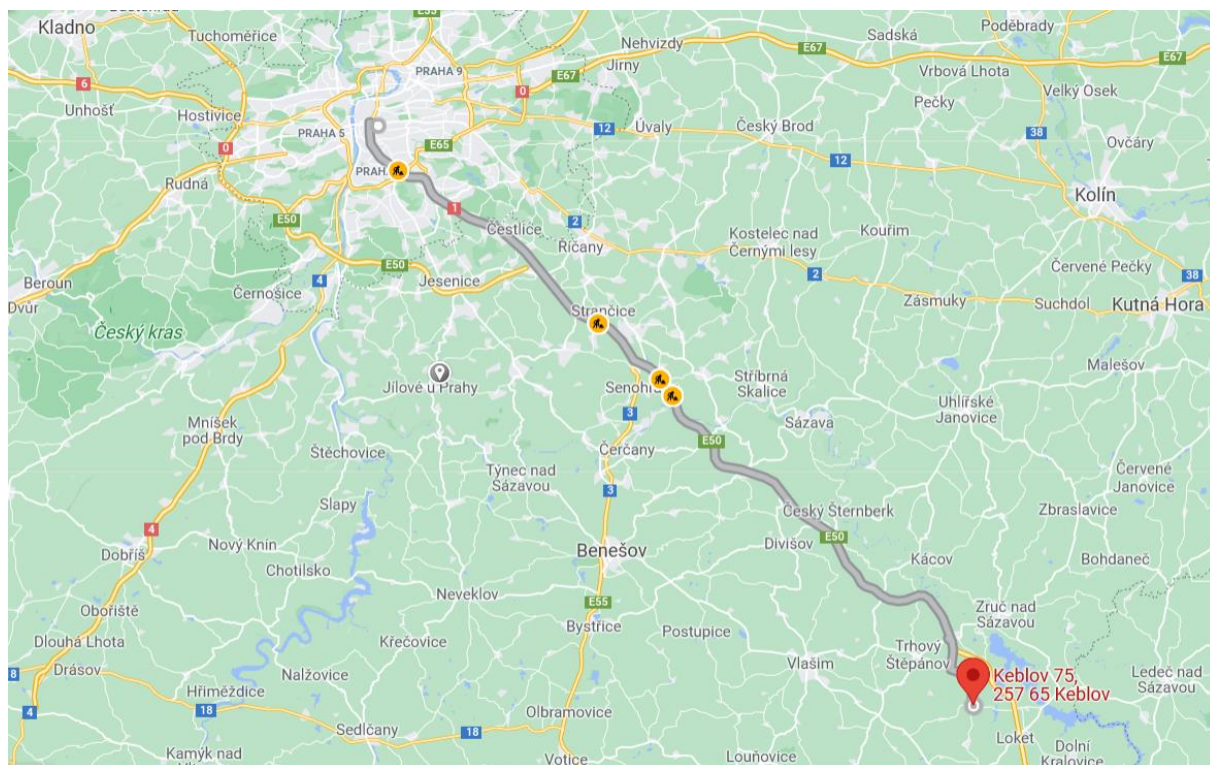 Kladno
Tuchoměřice
Nehvizdy
Sadská
Poděbrady
E67
E67
6
PRAHA 9
Jirny
E67
Vrbová Lhota
Velký Osek
Unhošť
Hostivice
0
Pečky
PRAHA 5
12
Úvaly
Český Brod
38
Ovčáry
0
E65
12
Rudná
Kolín
1
E50
Čestlice
2
Říčany
Kostelec nad
Černými lesy
Kouřim
Červené Pečky
E50
Beroun
4
Jesenice
2
38
Dvůr
Černošice
Zásmuky
Suchdol
Kutná Hora
Český kras
Strančice
Malešov
Jílové u Prahy
Stříbrná
Skalice
Uhlířské
Janovice
3
Mníšek
pod Brdy
Sázava
Štěchovice
E50
Čerčany
Týnec nad
Sázavou
Červené
Janovice
3
Slapy
Český Šternberk
Zbraslavice
4
Nový Knín
E50
Dobříš
Benešov
Divišov
Kácov
Bohdaneč
Chotilsko
Neveklov
E55
Obořiště
Bystřice
Postupice
Zruč nad
Sázavou
Dlouhá Lhota
Křečovice
Trhový
Štěpánov
8
Drásov
Nalžovice
Vlašim
Ledeč nad
Sázavou
Keblov 75,
257 65 Keblov
Hříměždice
4
18
Olbramovice
18
Sedlčany
Loket
Kamýk nad
Votice
Louňovice
Dolní
Kralovice